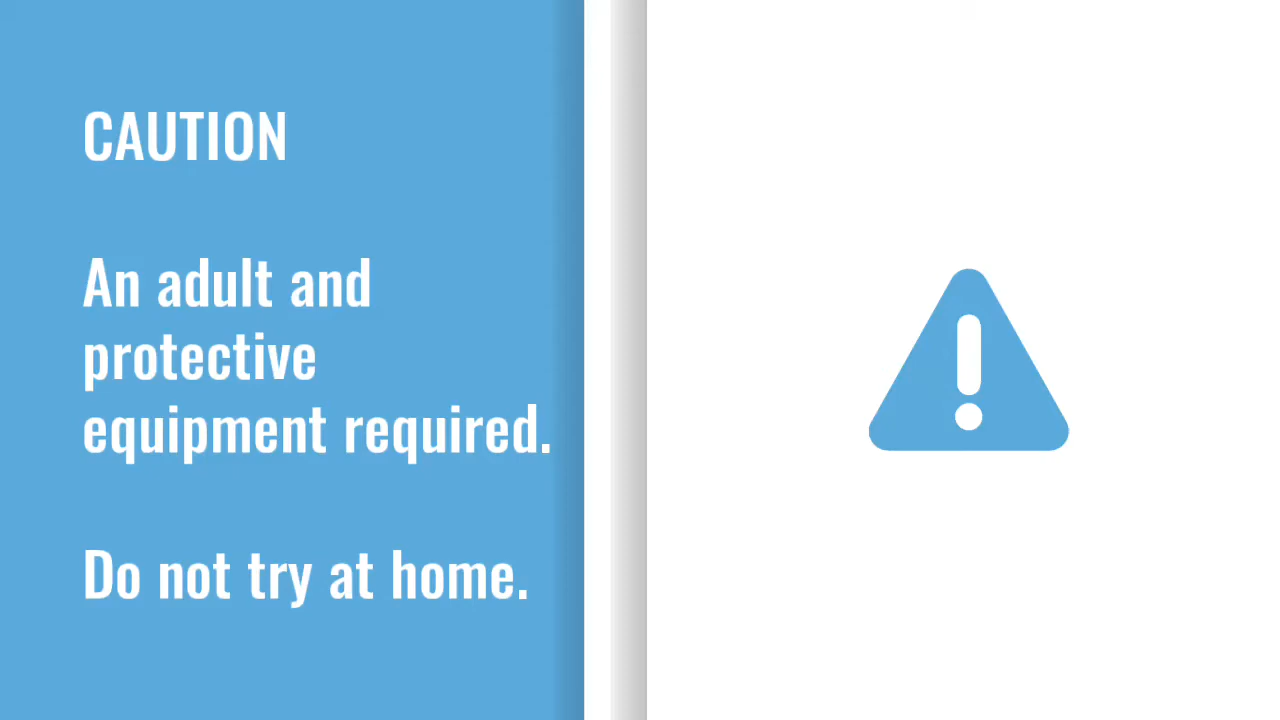 CAUTION
An adult and
protective
equipment required.
Do not try at home.